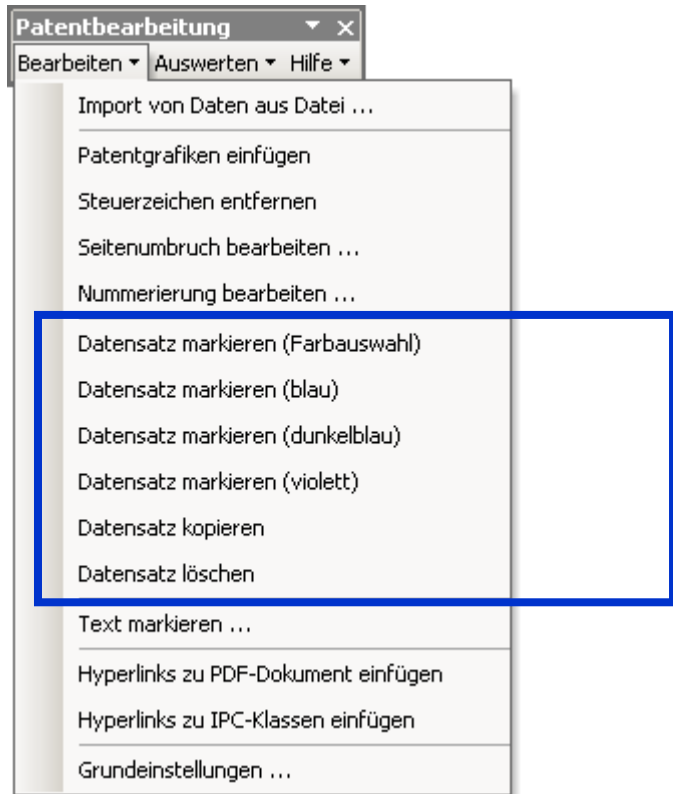 Patentbearbeitung
Bearbeiten Auswerten Hilfe
Import von Daten aus Datei ...
Patentgrafiken einfügen
Steuerzeichen entfernen
Seitenumbruch bearbeiten ...
Nummerierung bearbeiten ...
Datensatz markieren (Farbauswahl)
Datensatz markieren (blau)
Datensatz markieren (dunkelblau)
Datensatz markieren (violett)
Datensatz kopieren
Datensatz löschen
Text markieren ...
Hyperlinks zu PDF-Dokument einfügen
Hyperlinks zu IPC-Klassen einfügen
Grundeinstellungen ...